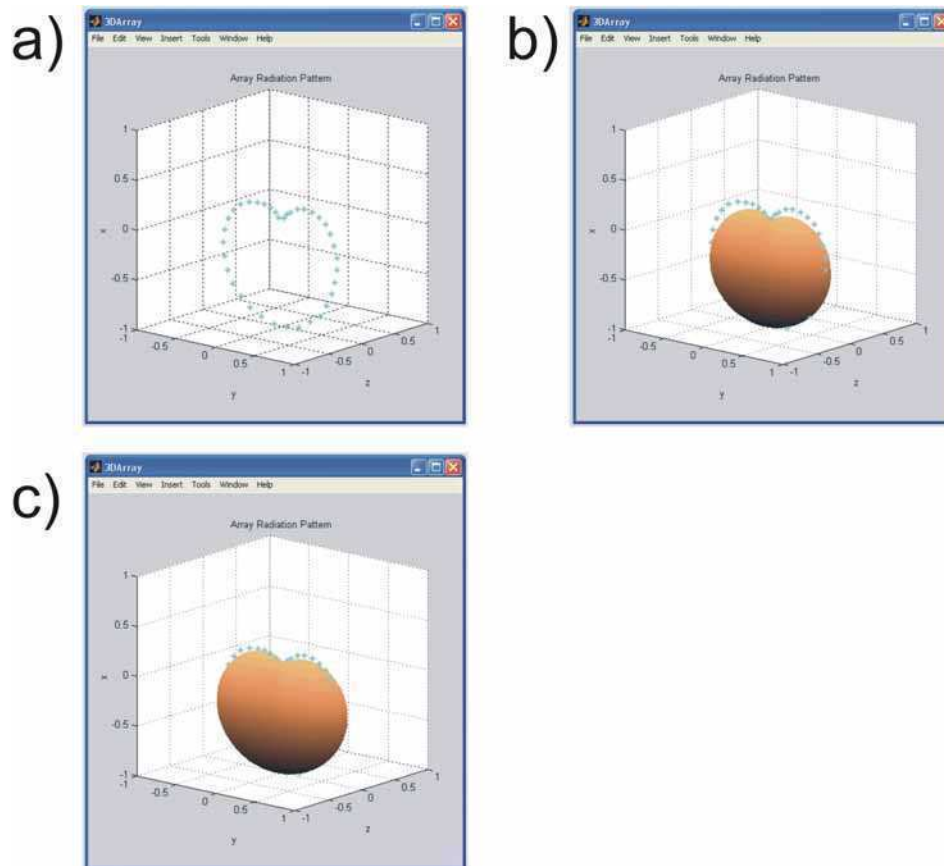 a)
3DArray
File Edit View Insert Tools Window Help
Array Radiation Pattern
1
0.5
0
-0.5
-1
x
-1 -0.5 0 0.5 1
y
-1 -0.5 0 0.5 1
z
b)
3DArray
File Edit View Insert Tools Window Help
Array Radiation Pattern
1
0.5
0
-0.5
-1
x
-1 -0.5 0 0.5 1
y
-1 -0.5 0 0.5 1
z
c)
3DArray
File Edit View Insert Tools Window Help
Array Radiation Pattern
1
0.5
0
-0.5
-1
x
-1 -0.5 0 0.5 1
y
-1 -0.5 0 0.5 1
z